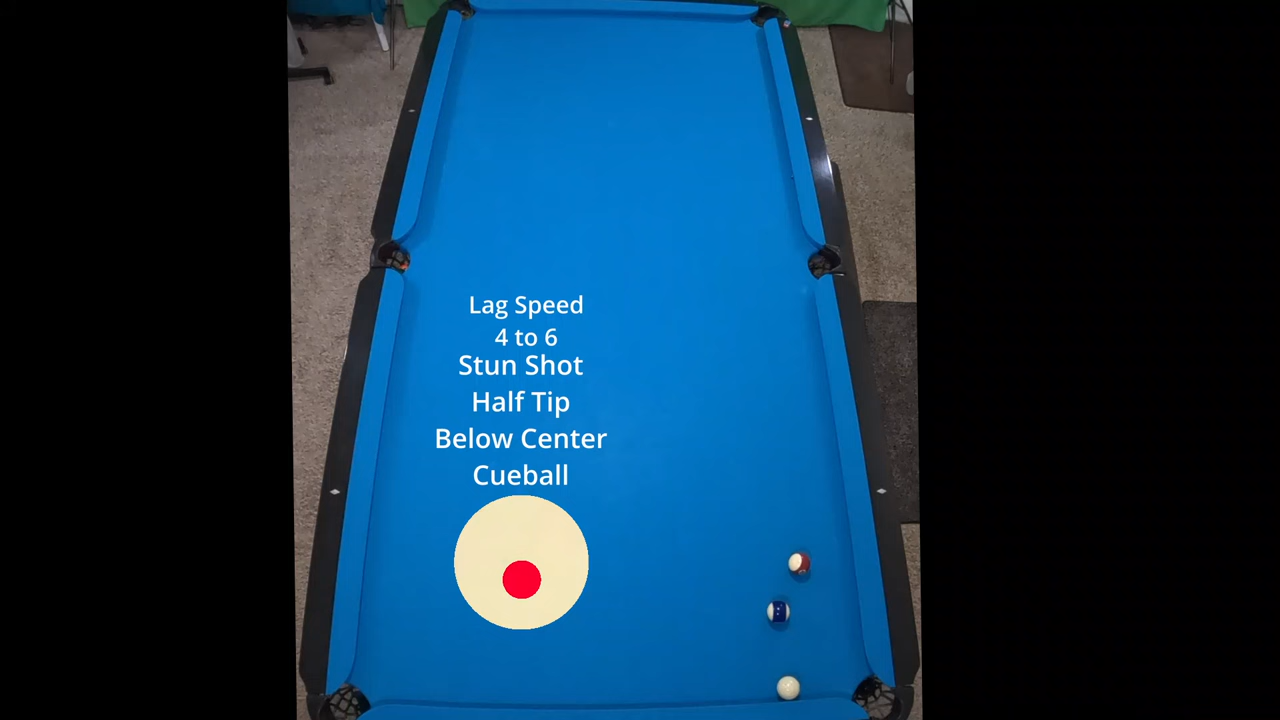 Lag Speed
4 to 6
Stun Shot
Half Tip
Below Center
Cueball